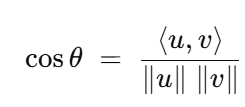 cos θ = ⟨u, v⟩ / ‖u‖ ‖v‖